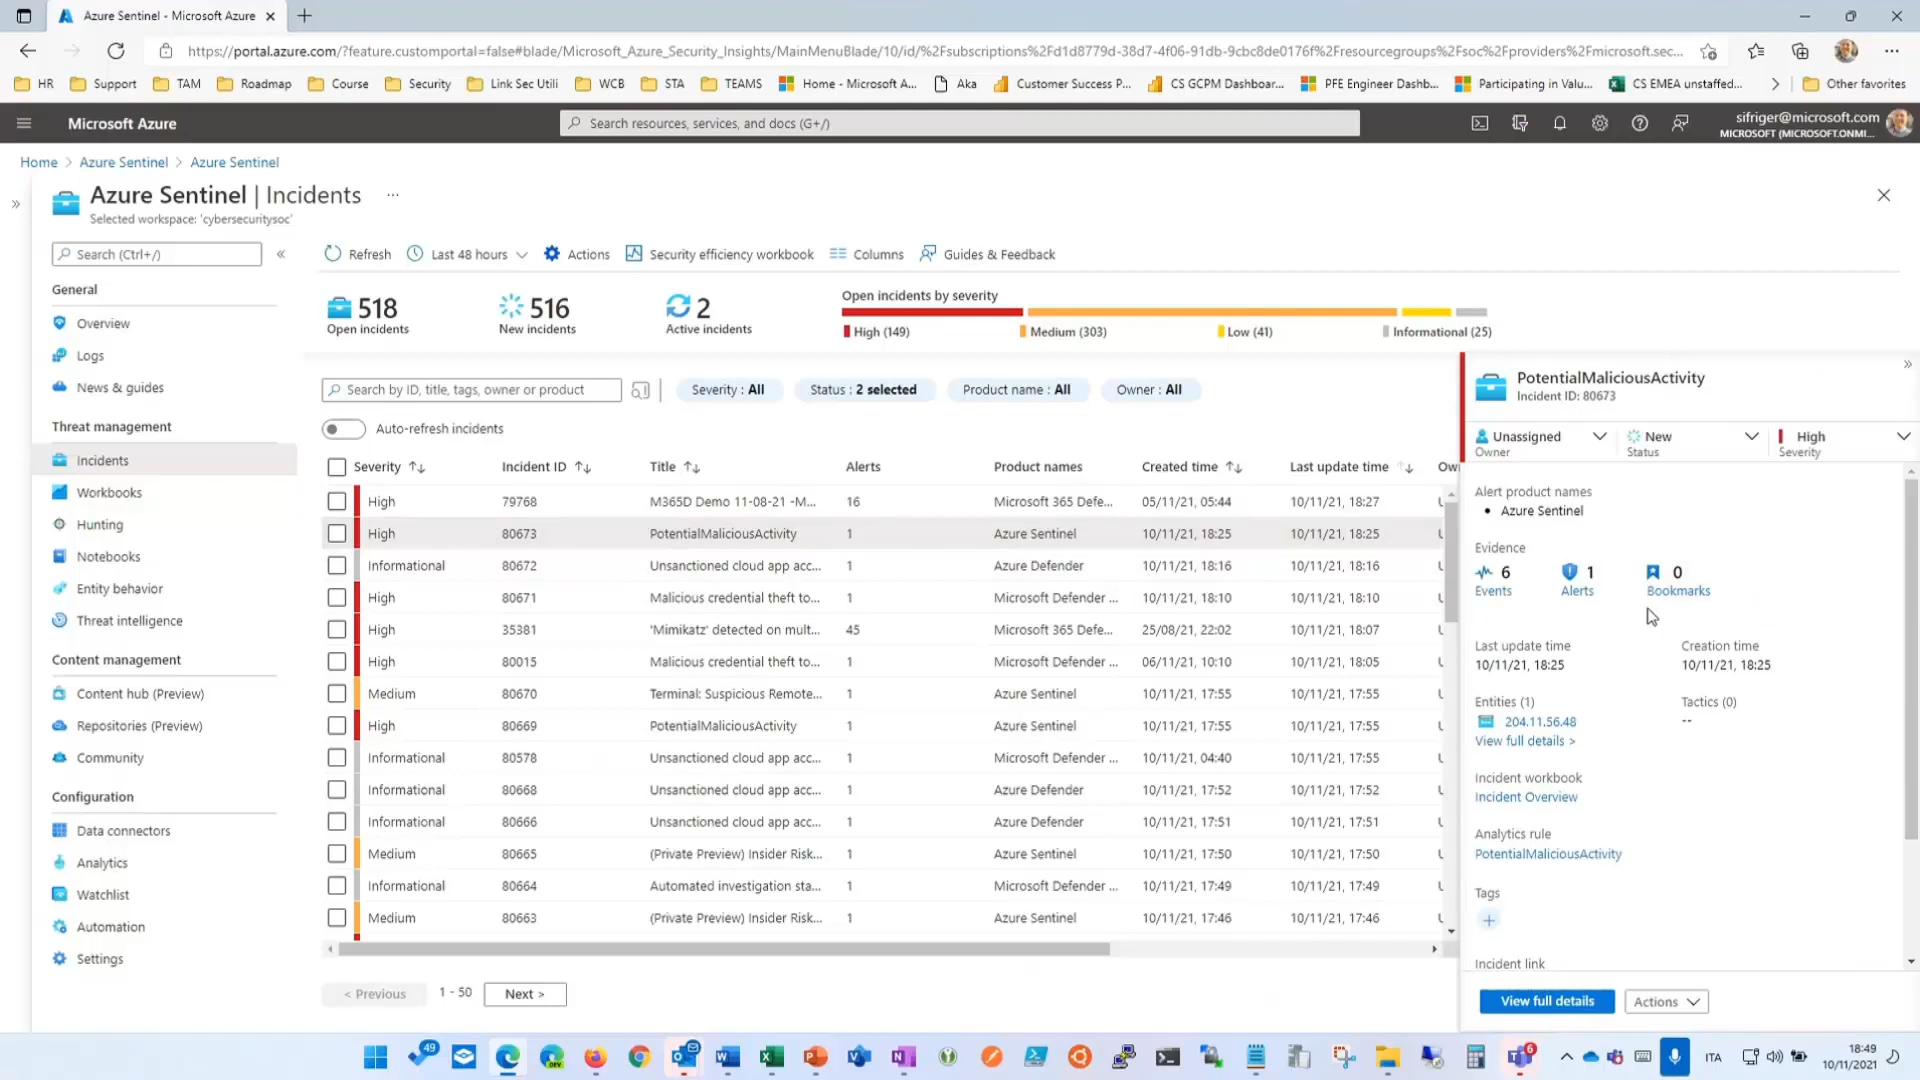 Azure Sentinel - Microsoft Azure
https://portal.azure.com/?feature.customportal=false#blade/Microsoft_Azure_Security_Insights/MainMenuBlade/10/id/%2Fsubscriptions%2Fd1d8779d-38d7-4f06-91db-9cbc8de0176f%2Fresourcegroups%2Fsoc%2Fproviders%2Fmicrosoft.sec...
HR Support TAM Roadmap Course Security Link Sec Utili WCB STA TEAMS Home - Microsoft A... Aka Customer Success P... CS GCPM Dashboar... PFE Engineer Dashb... Participating in Valu... CS EMEA unstaffed... Other favorites
Microsoft Azure
Search resources, services, and docs (G+/)
sifriger@microsoft.com
MICROSOFT (MICROSOFT.ONMI...
Home > Azure Sentinel > Azure Sentinel
Azure Sentinel | Incidents ...
Selected workspace: 'cybersecuritysoc'
Search (Ctrl+/)
General
Overview
Logs
News & guides
Threat management
Incidents
Workbooks
Hunting
Notebooks
Entity behavior
Threat intelligence
Content management
Content hub (Preview)
Repositories (Preview)
Community
Configuration
Data connectors
Analytics
Watchlist
Automation
Settings
Refresh Last 48 hours Actions Security efficiency workbook Columns Guides & Feedback
518
Open incidents
516
New incidents
2
Active incidents
Open incidents by severity
High (149) Medium (303) Low (41) Informational (25)
Search by ID, title, tags, owner or product
Severity : All Status : 2 selected Product name : All Owner : All
Auto-refresh incidents
Severity Incident ID Title Alerts Product names Created time Last update time Ow
High 79768 M365D Demo 11-08-21 -M... 16 Microsoft 365 Defe... 05/11/21, 05:44 10/11/21, 18:27
High 80673 PotentialMaliciousActivity 1 Azure Sentinel 10/11/21, 18:25 10/11/21, 18:25
Informational 80672 Unsanctioned cloud app acc... 1 Azure Defender 10/11/21, 18:16 10/11/21, 18:16
High 80671 Malicious credential theft to... 1 Microsoft Defender ... 10/11/21, 18:10 10/11/21, 18:10
High 35381 'Mimikatz' detected on mult... 45 Microsoft 365 Defe... 25/08/21, 22:02 10/11/21, 18:07
High 80015 Malicious credential theft to... 1 Microsoft Defender ... 06/11/21, 10:10 10/11/21, 18:05
Medium 80670 Terminal: Suspicious Remote... 1 Azure Sentinel 10/11/21, 17:55 10/11/21, 17:55
High 80669 PotentialMaliciousActivity 1 Azure Sentinel 10/11/21, 17:55 10/11/21, 17:55
Informational 80578 Unsanctioned cloud app acc... 1 Microsoft Defender ... 10/11/21, 04:40 10/11/21, 17:55
Informational 80668 Unsanctioned cloud app acc... 1 Azure Defender 10/11/21, 17:52 10/11/21, 17:52
Informational 80666 Unsanctioned cloud app acc... 1 Azure Defender 10/11/21, 17:51 10/11/21, 17:51
Medium 80665 (Private Preview) Insider Risk... 1 Azure Sentinel 10/11/21, 17:50 10/11/21, 17:50
Informational 80664 Automated investigation sta... 1 Microsoft Defender ... 10/11/21, 17:49 10/11/21, 17:49
Medium 80663 (Private Preview) Insider Risk... 1 Azure Sentinel 10/11/21, 17:46 10/11/21, 17:46
< Previous 1 - 50 Next >
PotentialMaliciousActivity
Incident ID: 80673
Unassigned New High
Owner Status Severity
Alert product names
• Azure Sentinel
Evidence
6 1 0
Events Alerts Bookmarks
Last update time Creation time
10/11/21, 18:25 10/11/21, 18:25
Entities (1) Tactics (0)
204.11.56.48 --
View full details >
Incident workbook
Incident Overview
Analytics rule
PotentialMaliciousActivity
Tags
+
Incident link
View full details Actions
49
DEV
6
ITA
18:49
10/11/2021